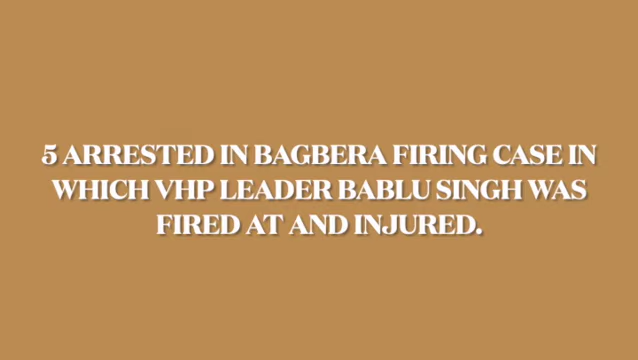 5 ARRESTED IN BAGBERA FIRING CASE IN
WHICH VHP LEADER BABLU SINGH WAS
FIRED AT AND INJURED.